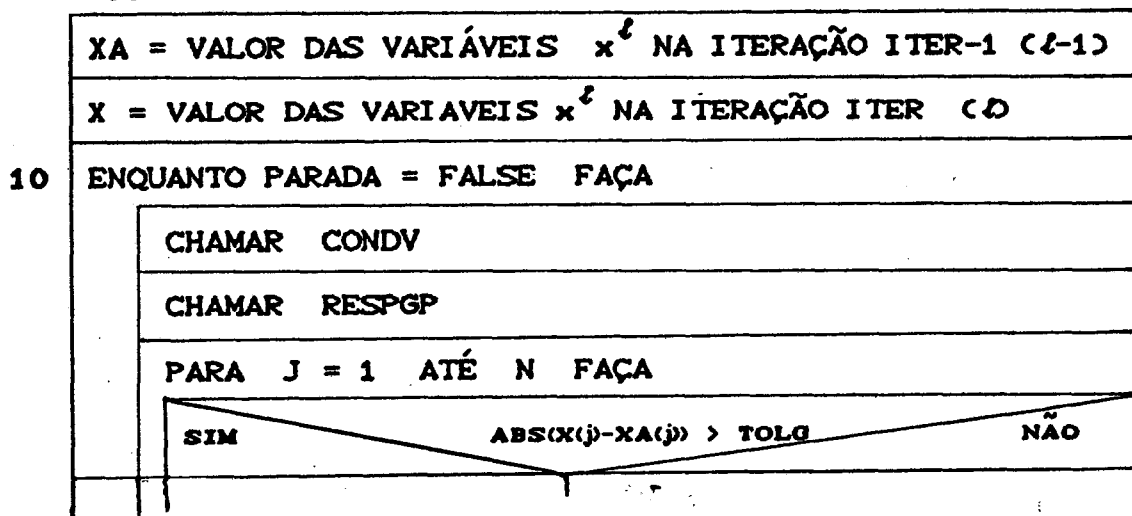 XA = VALOR DAS VARIÁVEIS x^ℓ NA ITERAÇÃO ITER-1 (ℓ-1)
X = VALOR DAS VARIAVEIS x^ℓ NA ITERAÇÃO ITER (ℓ)
10 ENQUANTO PARADA = FALSE FAÇA
CHAMAR CONDV
CHAMAR RESPGP
PARA J = 1 ATÉ N FAÇA
SIM ABS(X(j)-XA(j)) > TOLG NÃO